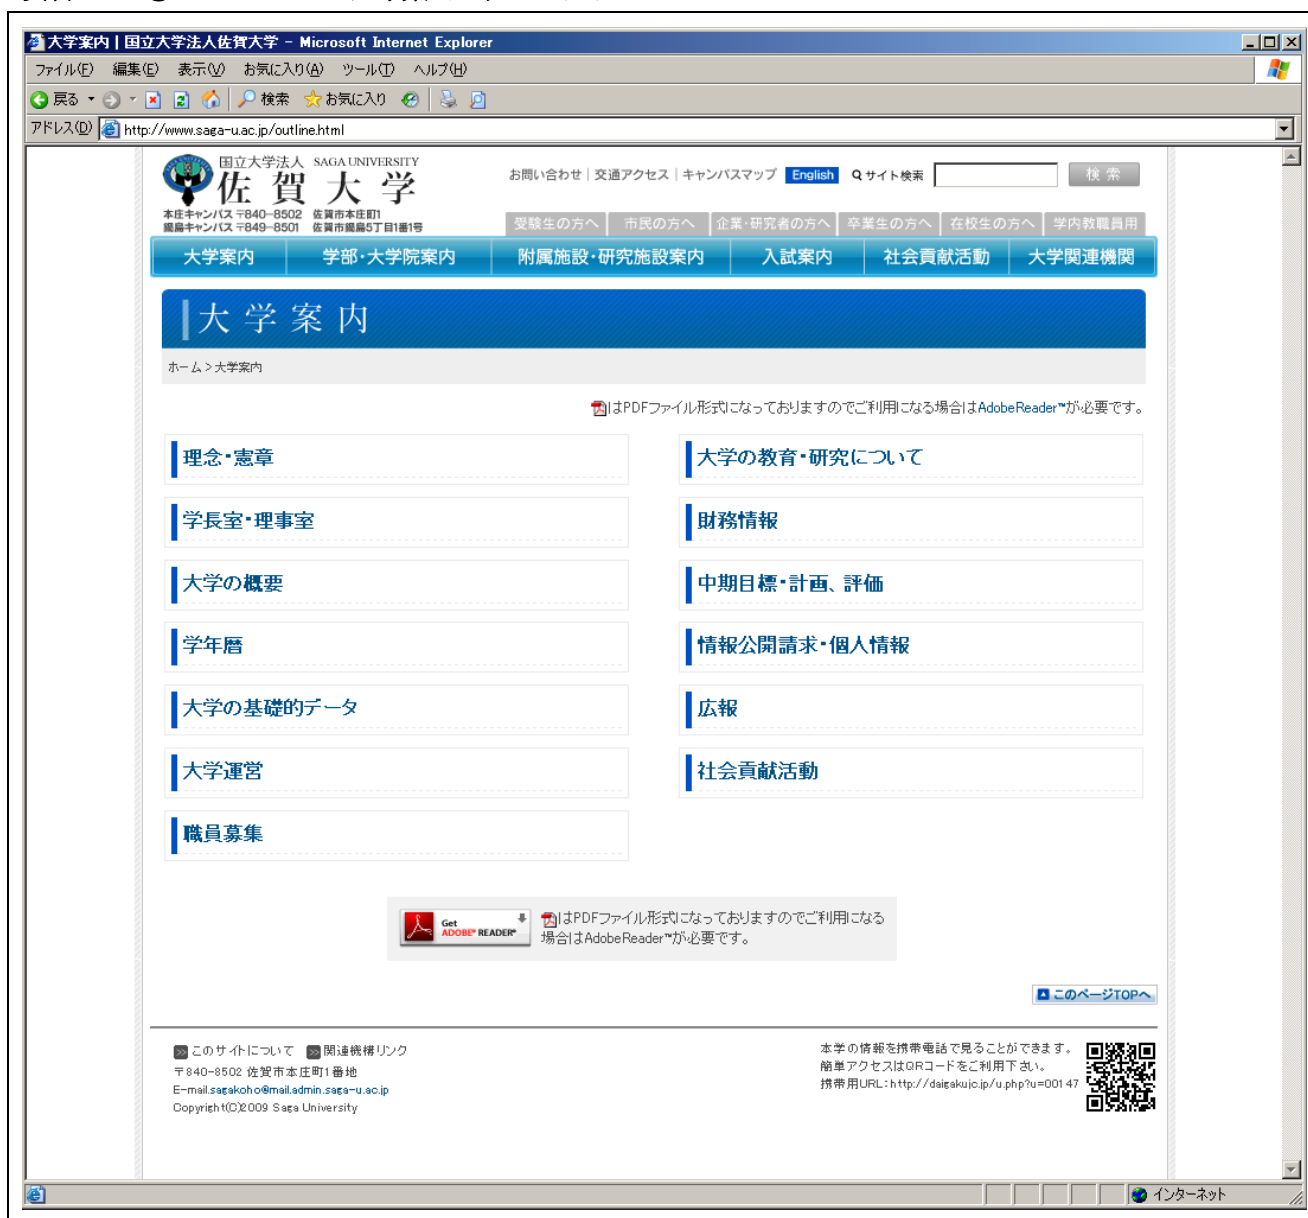 大学案内 | 国立大学法人佐賀大学 - Microsoft Internet Explorer
ファイル(F) 編集(E) 表示(V) お気に入り(A) ツール(T) ヘルプ(H)
戻る 検索 お気に入り
アドレス(D) http://www.saga-u.ac.jp/outline.html
国立大学法人 SAGA UNIVERSITY
佐賀大学
本庄キャンパス 〒840-8502 佐賀市本庄町1
鍋島キャンパス 〒849-8501 佐賀市鍋島5丁目1番1号
お問い合わせ | 交通アクセス | キャンパスマップ English サイト検索 検索
受験生の方へ 市民の方へ 企業・研究者の方へ 卒業生の方へ 在校生の方へ 学内教職員用
大学案内 学部・大学院案内 附属施設・研究施設案内 入試案内 社会貢献活動 大学関連機関
大学案内
ホーム > 大学案内
はPDFファイル形式になっておりますのでご利用になる場合はAdobeReader™が必要です。
理念・憲章
大学の教育・研究について
学長室・理事室
財務情報
大学の概要
中期目標・計画、評価
学年暦
情報公開請求・個人情報
大学の基礎的データ
広報
大学運営
社会貢献活動
職員募集
Get ADOBE® READER®
はPDFファイル形式になっておりますのでご利用になる
場合はAdobeReader™が必要です。
このページTOPへ
このサイトについて 関連機構リンク
〒840-8502 佐賀市本庄町1番地
E-mail.sagakoho@mail.admin.saga-u.ac.jp
Copyright(C)2009 Saga University
本学の情報を携帯電話で見ることができます。
簡単アクセスはQRコードをご利用下さい。
携帯用URL:http://daigakujc.jp/u.php?u=00147
インターネット